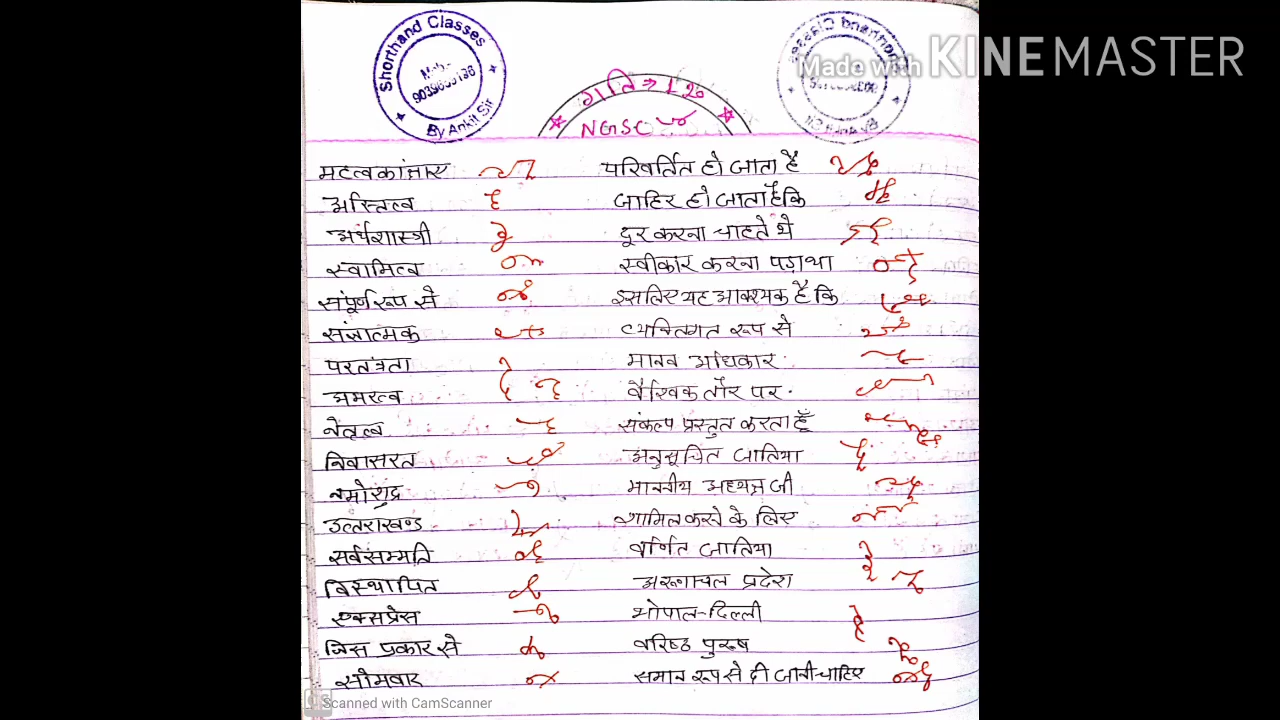 Shorthand Classes
By Ankit Sir
Made with KINEMASTER
गति → 120
NGSC
महत्वकांक्षाए परिवर्तित हो जाता है
अस्तित्व जाहिर हो जाता है कि
अर्थशास्त्री दूर करना चाहते थे
स्वामित्व स्वीकार करना पड़ा था
संपूर्ण रूप से इसलिए यह आवश्यक है कि
संज्ञात्मक व्यक्तिगत रूप से
परतंत्रता मानव अधिकार
अमरत्व वैश्विक तौर पर
नेतृत्व संकल्प प्रस्तुत करता हूँ
निवासरत अनुसूचित जातिया
नमोशुद्र माननीय अध्यक्ष जी
उत्तराखण्ड शामिल करने के लिए
सर्वसम्मति वर्णित जातिया
विस्थापित अरूणाचल प्रदेश
एक्सप्रेस भोपाल-दिल्ली
जिस प्रकार से वरिष्ठ पुरूष
सोमवार समान रूप से दी जानी चाहिए
Scanned with CamScanner